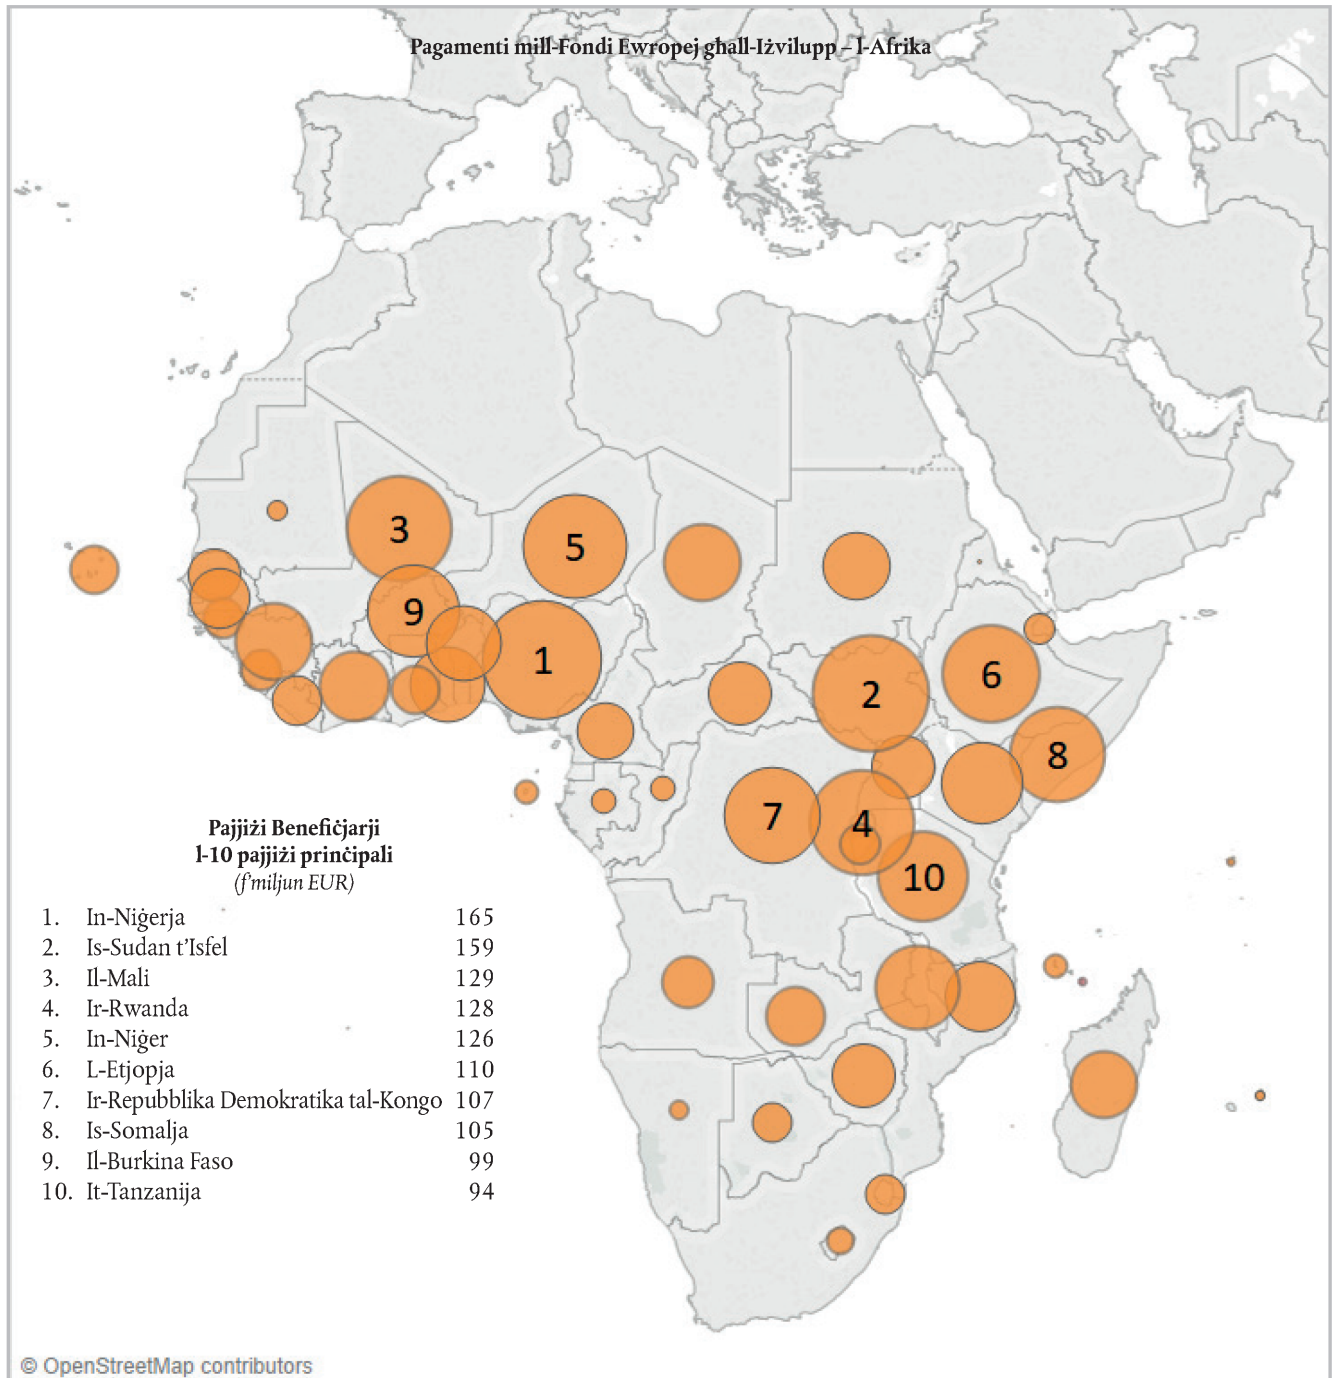 Pagamenti mill-Fondi Ewropej għall-Iżvilupp – l-Afrika
3
5
9
1
2
6
8
7
4
10
Pajjiżi Benefiċjarji
l-10 pajjiżi prinċipali
(f'miljun EUR)
1. In-Niġerja 165
2. Is-Sudan t'Isfel 159
3. Il-Mali 129
4. Ir-Rwanda 128
5. In-Niġer 126
6. L-Etjopja 110
7. Ir-Repubblika Demokratika tal-Kongo 107
8. Is-Somalja 105
9. Il-Burkina Faso 99
10. It-Tanzanija 94
© OpenStreetMap contributors